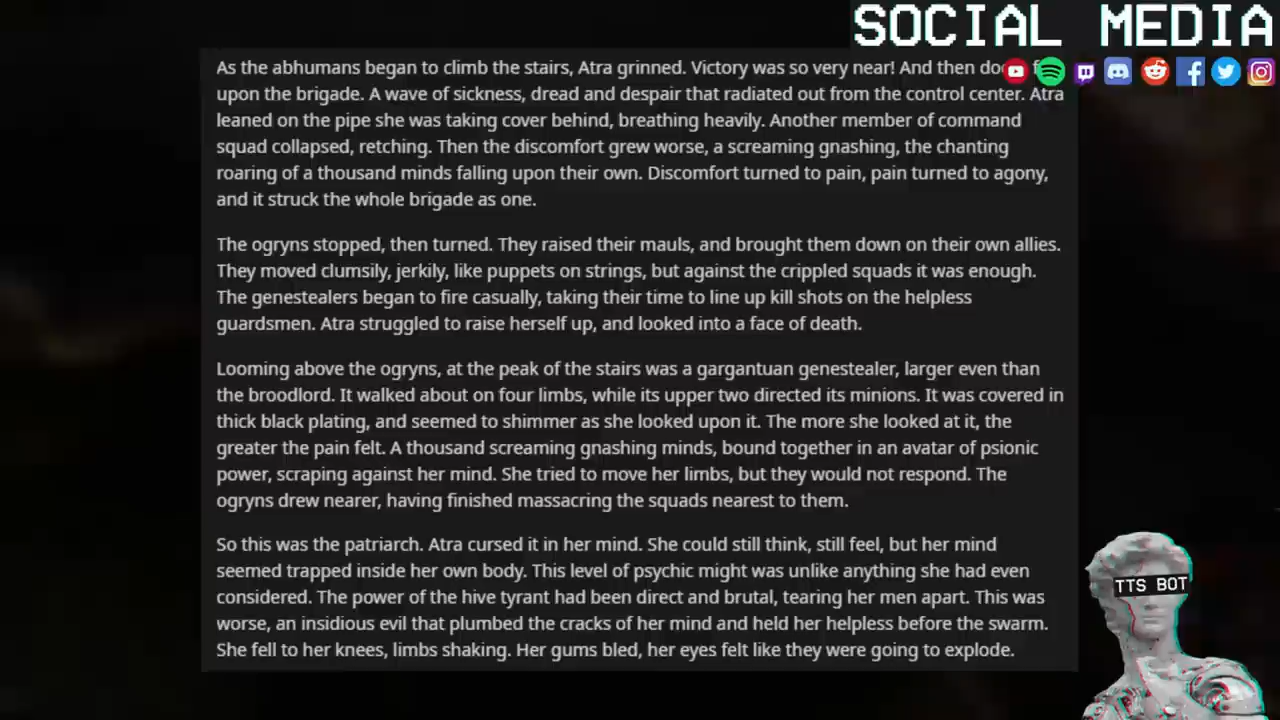 SOCIAL MEDIA
As the abhumans began to climb the stairs, Atra grinned. Victory was so very near! And then
upon the brigade. A wave of sickness, dread and despair that radiated out from the control center. Atra
leaned on the pipe she was taking cover behind, breathing heavily. Another member of command
squad collapsed, retching. Then the discomfort grew worse, a screaming gnashing, the chanting
roaring of a thousand minds falling upon their own. Discomfort turned to pain, pain turned to agony,
and it struck the whole brigade as one.
The ogryns stopped, then turned. They raised their mauls, and brought them down on their own allies.
They moved clumsily, jerkily, like puppets on strings, but against the crippled squads it was enough.
The genestealers began to fire casually, taking their time to line up kill shots on the helpless
guardsmen. Atra struggled to raise herself up, and looked into a face of death.
Looming above the ogryns, at the peak of the stairs was a gargantuan genestealer, larger even than
the broodlord. It walked about on four limbs, while its upper two directed its minions. It was covered in
thick black plating, and seemed to shimmer as she looked upon it. The more she looked at it, the
greater the pain felt. A thousand screaming gnashing minds, bound together in an avatar of psionic
power, scraping against her mind. She tried to move her limbs, but they would not respond. The
ogryns drew nearer, having finished massacring the squads nearest to them.
So this was the patriarch. Atra cursed it in her mind. She could still think, still feel, but her mind
seemed trapped inside her own body. This level of psychic might was unlike anything she had even
considered. The power of the hive tyrant had been direct and brutal, tearing her men apart. This was
worse, an insidious evil that plumbed the cracks of her mind and held her helpless before the swarm.
She fell to her knees, limbs shaking. Her gums bled, her eyes felt like they were going to explode.
TTS BOT